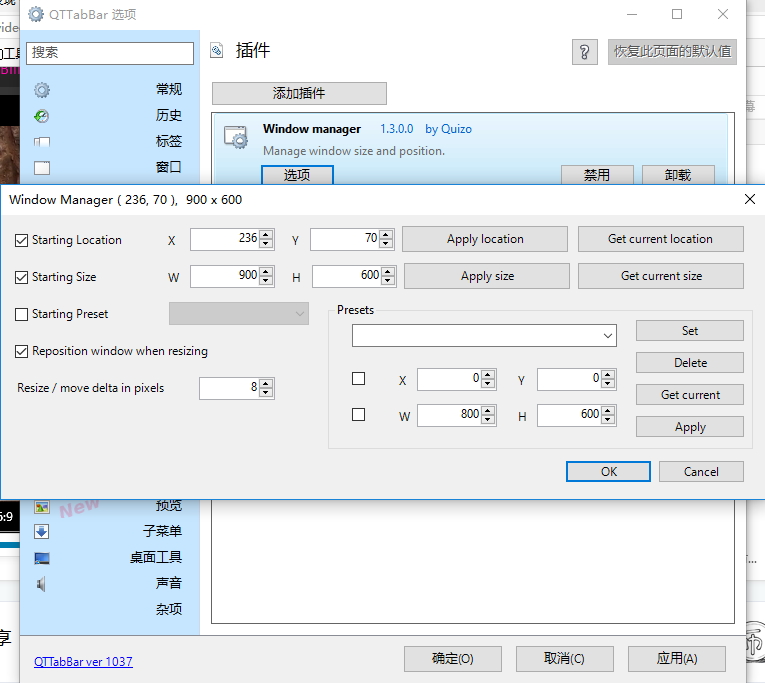 QTTabBar 选项
搜索
插件
?
恢复此页面的默认值
常规
历史
标签
窗口
添加插件
Window manager 1.3.0.0 by Quizo
Manage window size and position.
选项
禁用
卸载
Window Manager ( 236, 70 ), 900 x 600
Starting Location X 236 Y 70 Apply location Get current location
Starting Size W 900 H 600 Apply size Get current size
Starting Preset
Reposition window when resizing
Resize / move delta in pixels 8
Presets
Set
Delete
X 0 Y 0 Get current
W 800 H 600 Apply
OK Cancel
预览
New
子菜单
桌面工具
声音
杂项
QTTabBar ver 1037
确定(O) 取消(C) 应用(A)
5:9
享
币